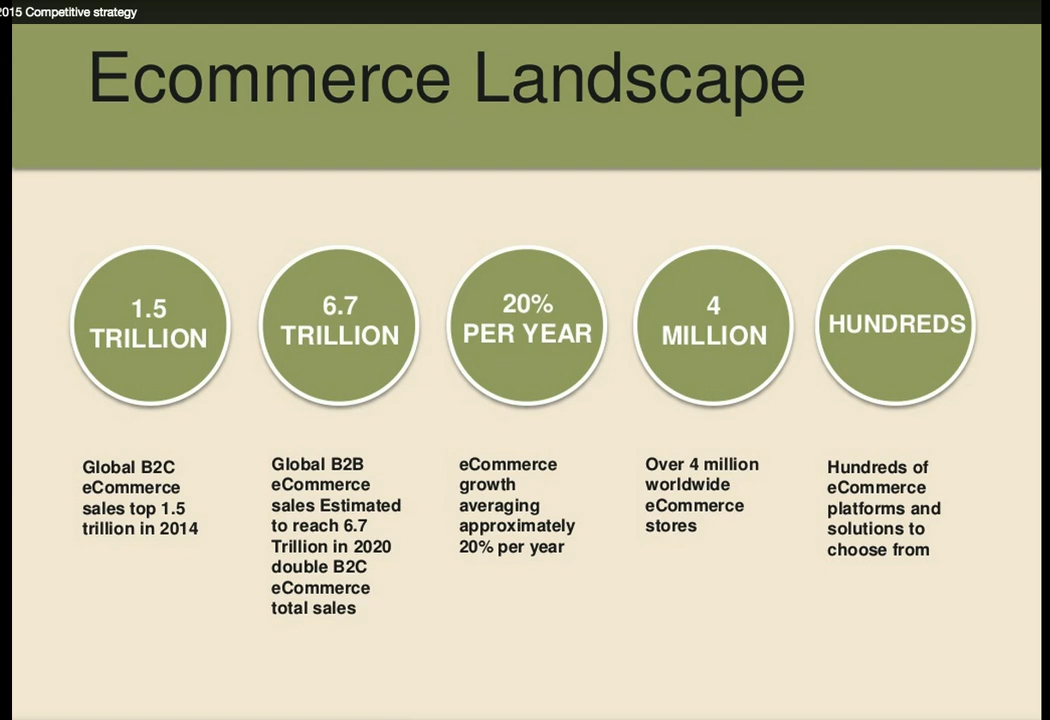 2015 Competitive strategy
Ecommerce Landscape
1.5
TRILLION
6.7
TRILLION
20%
PER YEAR
4
MILLION
HUNDREDS
Global B2C
eCommerce
sales top 1.5
trillion in 2014
Global B2B
eCommerce
sales Estimated
to reach 6.7
Trillion in 2020
double B2C
eCommerce
total sales
eCommerce
growth
averaging
approximately
20% per year
Over 4 million
worldwide
eCommerce
stores
Hundreds of
eCommerce
platforms and
solutions to
choose from